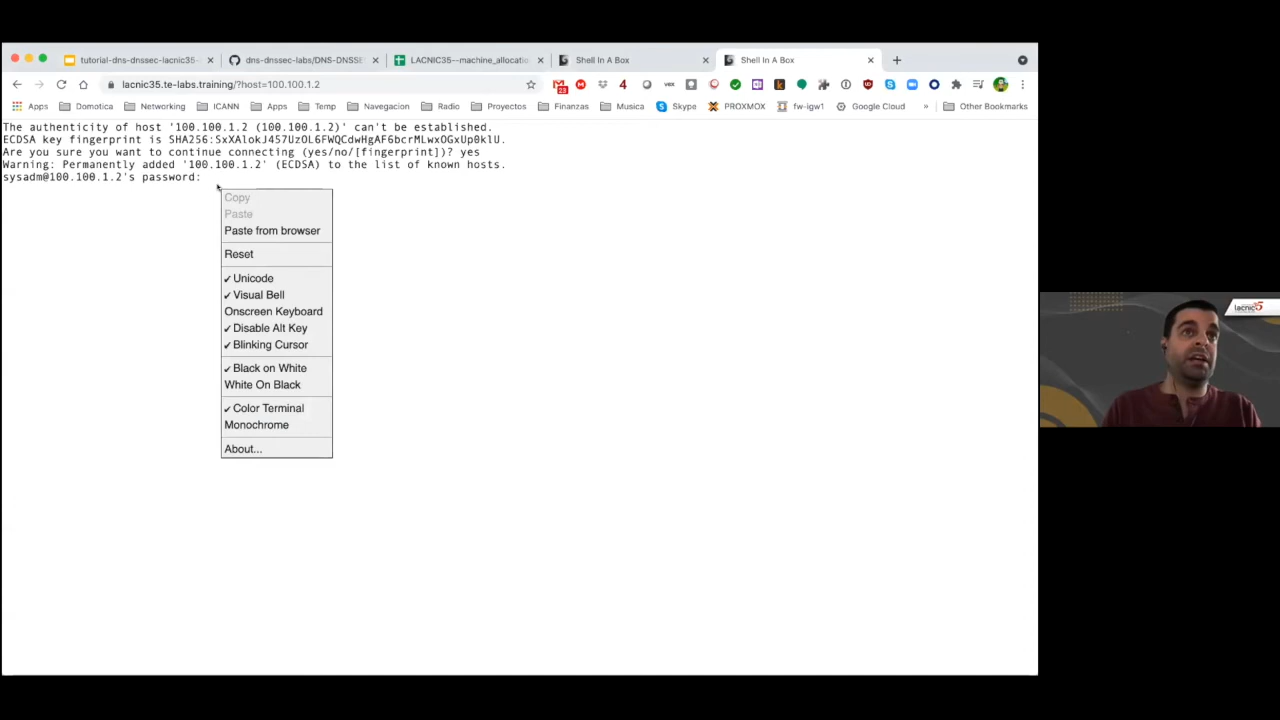 tutorial-dns-dnssec-lacnic35-
dns-dnssec-labs/DNS-DNSSE
LACNIC35--machine_allocatio
Shell In A Box
Shell In A Box
lacnic35.te-labs.training/?host=100.100.1.2
23
4
Apps
Domotica
Networking
ICANN
Apps
Temp
Navegacion
Radio
Proyectos
Finanzas
Musica
Skype
PROXMOX
fw-igw1
Google Cloud
»
Other Bookmarks
The authenticity of host '100.100.1.2 (100.100.1.2)' can't be established.
ECDSA key fingerprint is SHA256:SxXAlokJ457UzOL6FWQCdwHgAF6bcrMLwxOGxUp0klU.
Are you sure you want to continue connecting (yes/no/[fingerprint])? yes
Warning: Permanently added '100.100.1.2' (ECDSA) to the list of known hosts.
sysadm@100.100.1.2's password:
Copy
Paste
Paste from browser
Reset
✔ Unicode
✔ Visual Bell
Onscreen Keyboard
✔ Disable Alt Key
✔ Blinking Cursor
✔ Black on White
White On Black
✔ Color Terminal
Monochrome
About...
lacnic